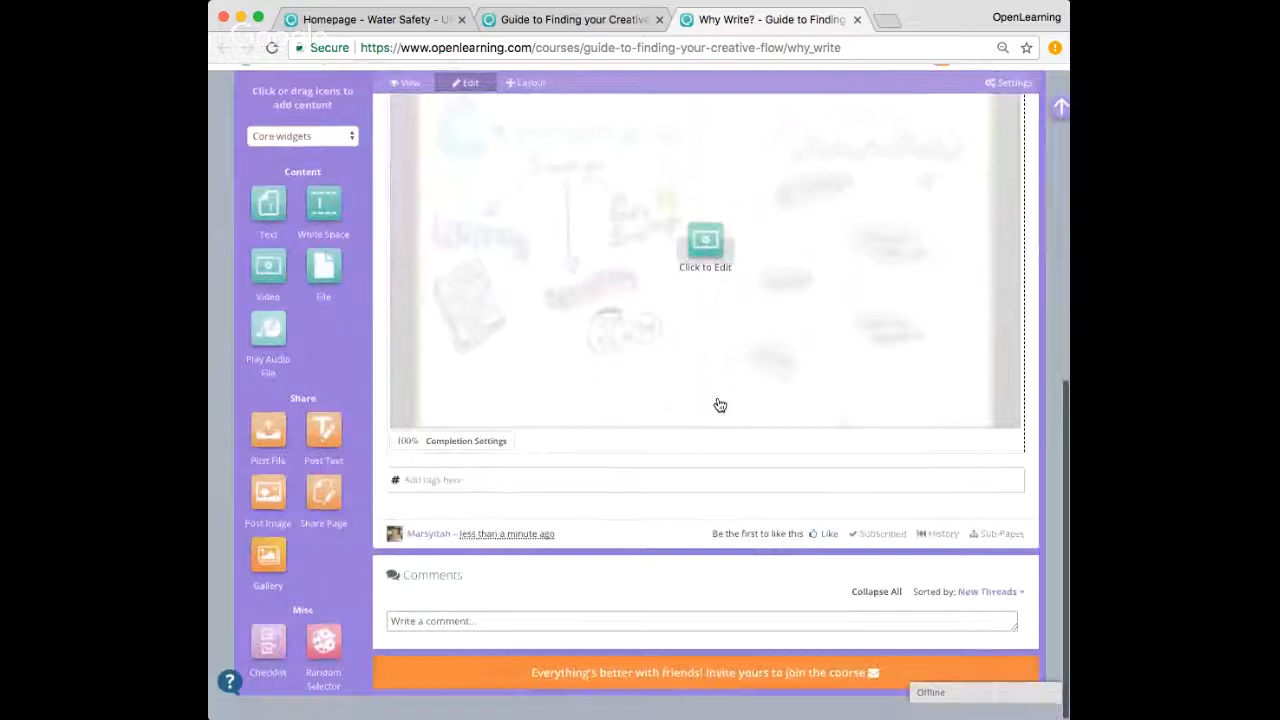 Homepage - Water Safety - U
Guide to Finding your Creative
Why Write? - Guide to Finding
OpenLearning
Google
Secure
https://www.openlearning.com/courses/guide-to-finding-your-creative-flow/why_write
Click or drag icons to
add content
View
Edit
Layout
Settings
Core widgets
Content
Text
White Space
Video
File
Play Audio
File
Click to Edit
Share
Post File
Post Text
Post Image
Share Page
Gallery
Misc
Checklist
Random
Selector
100% Completion Settings
# Add tags here
Marsyitah - less than a minute ago
Be the first to like this Like Subscribed History Sub-Pages
Comments
Collapse All Sorted by: New Threads
Write a comment...
Everything's better with friends! Invite yours to join the course
Offline
?